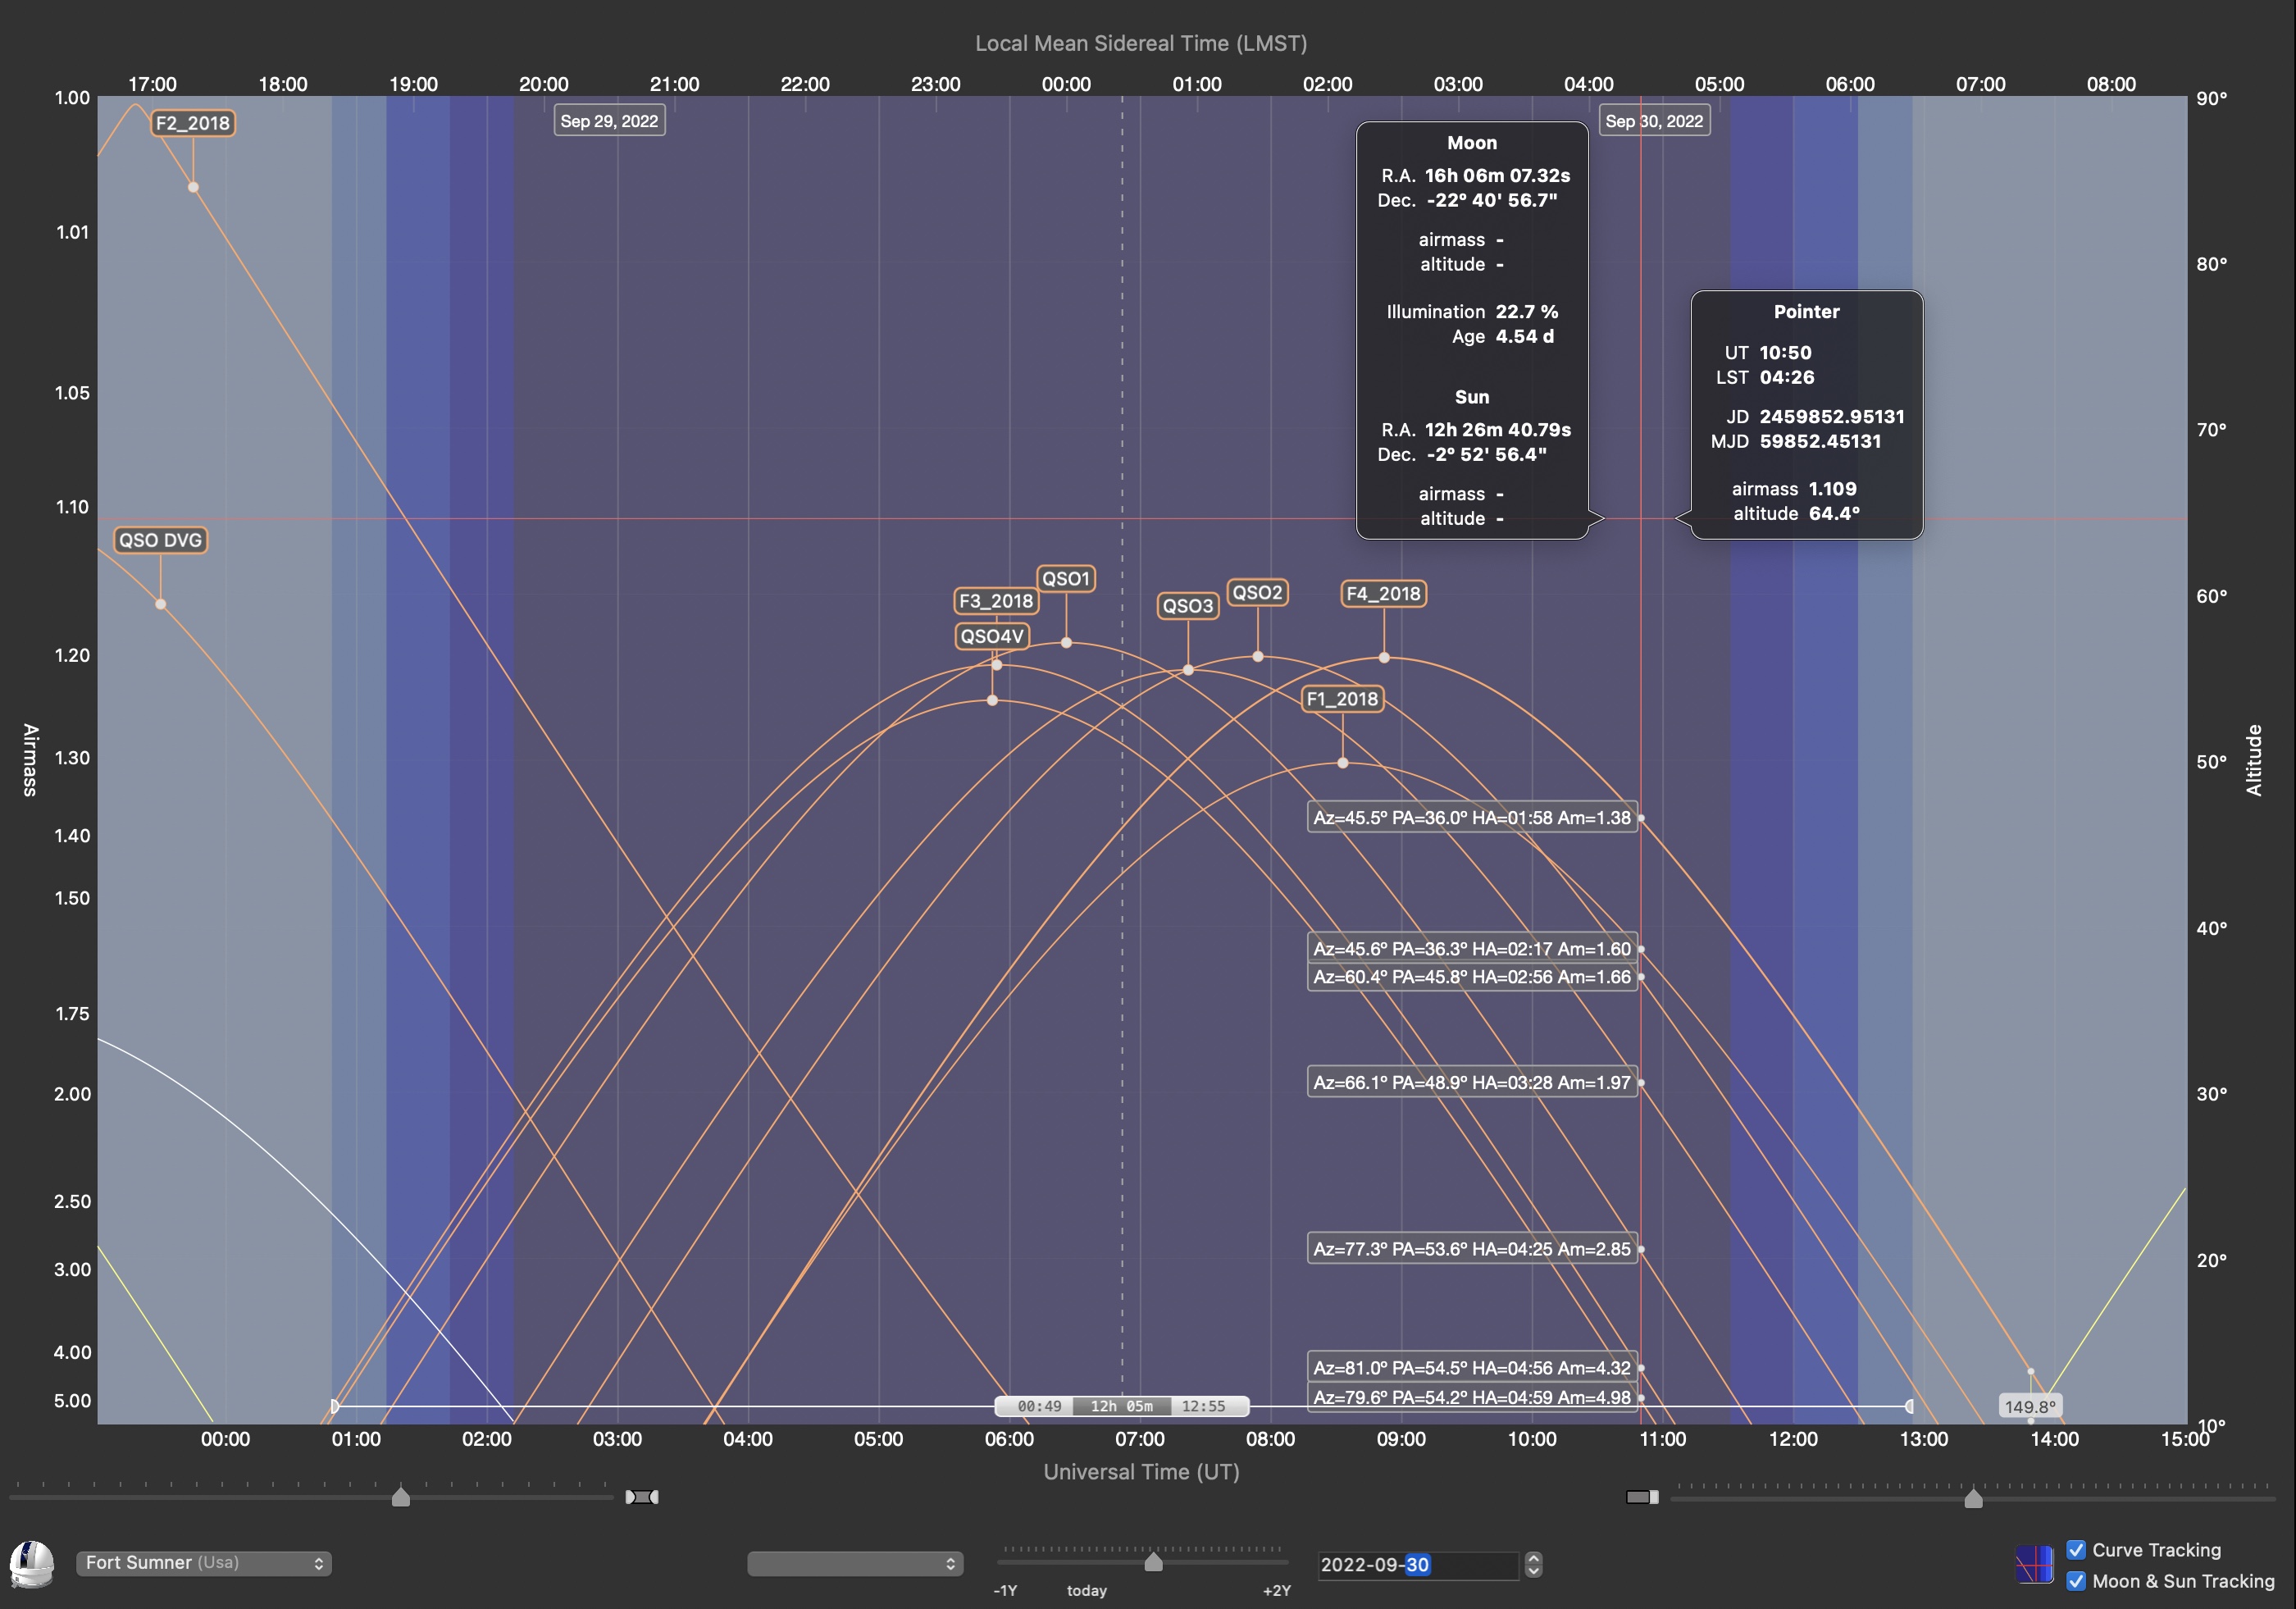 Local Mean Sidereal Time (LMST)
17:00 18:00 19:00 20:00 21:00 22:00 23:00 00:00 01:00 02:00 03:00 04:00 05:00 06:00 07:00 08:00
1.00
1.01
1.05
1.10
1.20
1.30
1.40
1.50
1.75
2.00
2.50
3.00
4.00
5.00
Airmass
90°
80°
70°
60°
50°
40°
30°
20°
10°
Altitude
Sep 29, 2022
Sep 30, 2022
F2_2018
QSO DVG
F3_2018
QSO4V
QSO1
QSO3
QSO2
F4_2018
F1_2018
Moon
R.A. 16h 06m 07.32s
Dec. -22° 40' 56.7"
airmass -
altitude -
Illumination 22.7 %
Age 4.54 d
Sun
R.A. 12h 26m 40.79s
Dec. -2° 52' 56.4"
airmass -
altitude -
Pointer
UT 10:50
LST 04:26
JD 2459852.95131
MJD 59852.45131
airmass 1.109
altitude 64.4°
Az=45.5° PA=36.0° HA=01:58 Am=1.38
Az=45.6° PA=36.3° HA=02:17 Am=1.60
Az=60.4° PA=45.8° HA=02:56 Am=1.66
Az=66.1° PA=48.9° HA=03:28 Am=1.97
Az=77.3° PA=53.6° HA=04:25 Am=2.85
Az=81.0° PA=54.5° HA=04:56 Am=4.32
Az=79.6° PA=54.2° HA=04:59 Am=4.98
00:49 12h 05m 12:55
149.8°
00:00 01:00 02:00 03:00 04:00 05:00 06:00 07:00 08:00 09:00 10:00 11:00 12:00 13:00 14:00 15:00
Universal Time (UT)
Fort Sumner (Usa)
-1Y today +2Y
2022-09-30
Curve Tracking
Moon & Sun Tracking